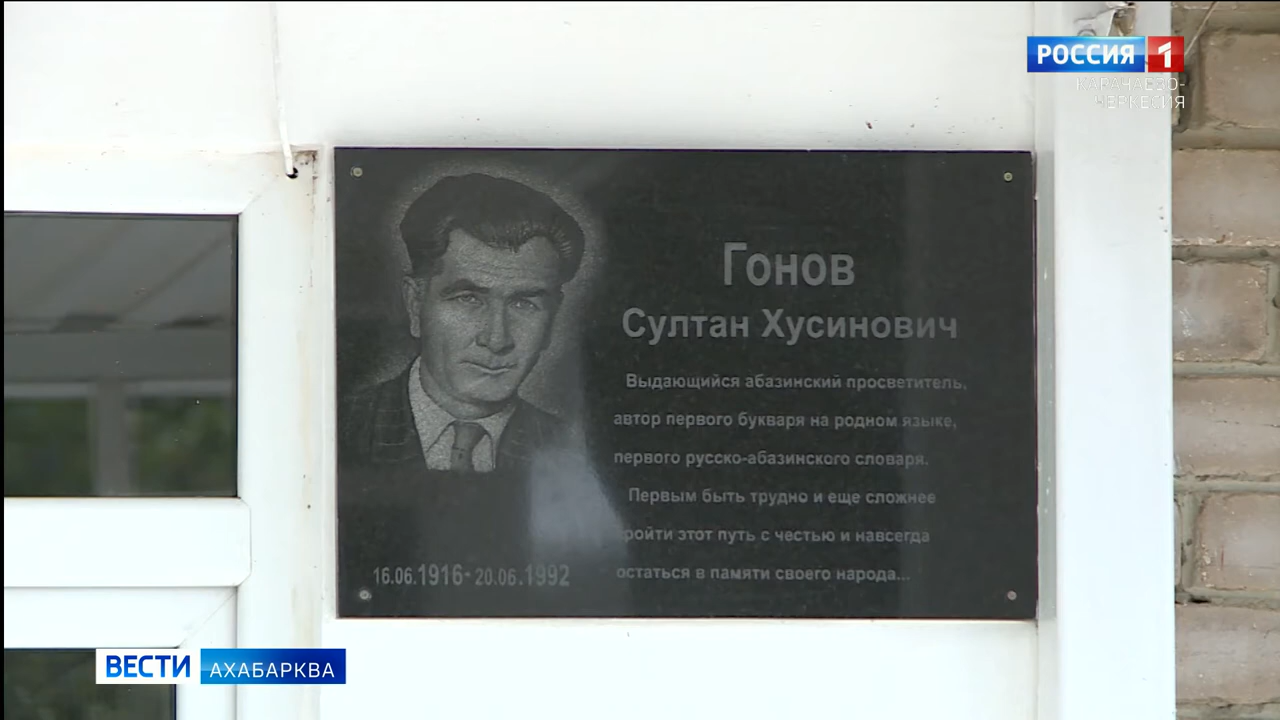 РОССИЯ 1
КАРАЧАЕВО-
ЧЕРКЕСИЯ
Гонов
Султан Хусинович
Выдающийся абазинский просветитель,
автор первого букваря на родном языке,
первого русско-абазинского словаря.
Первым быть трудно и еще сложнее
пройти этот путь с честью и навсегда
остаться в памяти своего народа...
16.06.1916- 20.06.1992
ВЕСТИ АХАБАРКВА